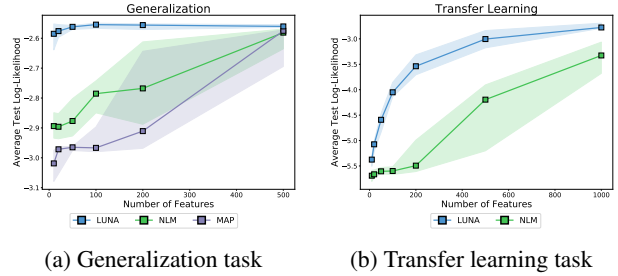 Generalization
Average Test Log-Likelihood
−2.6
−2.7
−2.8
−2.9
−3.0
−3.1
0
100
200
300
400
500
Number of Features
LUNA
NLM
MAP
(a) Generalization task
Transfer Learning
Average Test Log-Likelihood
−3.0
−3.5
−4.0
−4.5
−5.0
−5.5
0
200
400
600
800
1000
Number of Features
LUNA
NLM
(b) Transfer learning task